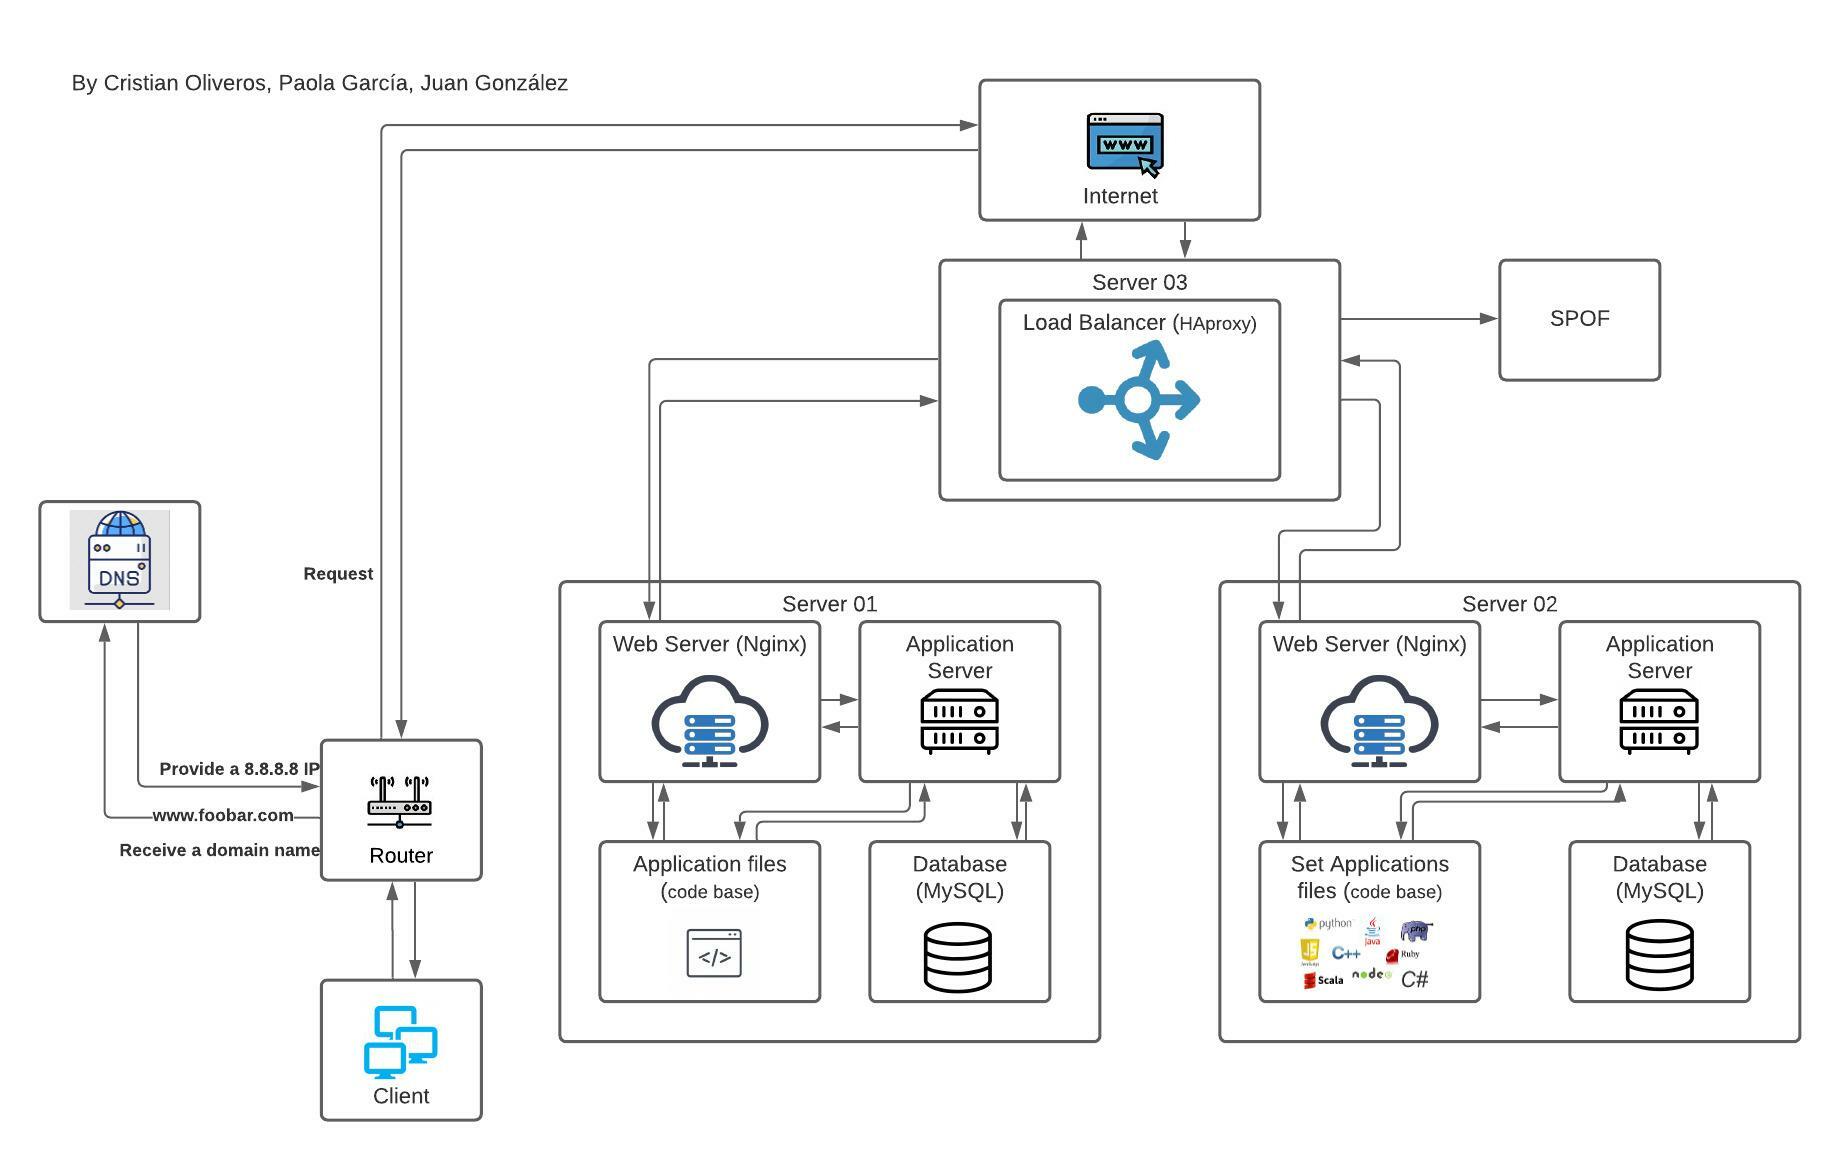 By Cristian Oliveros, Paola García, Juan González
www
Internet
Server 03
Load Balancer (HAproxy)
SPOF
DNS
Request
Provide a 8.8.8.8 IP
www.foobar.com
Receive a domain name
Router
Client
Server 01
Web Server (Nginx)
Application
Server
Application files
(code base)
</>
Database
(MySQL)
Server 02
Web Server (Nginx)
Application
Server
Set Applications
files (code base)
python
Java
php
JS
C++
Ruby
Scala
node
C#
Database
(MySQL)